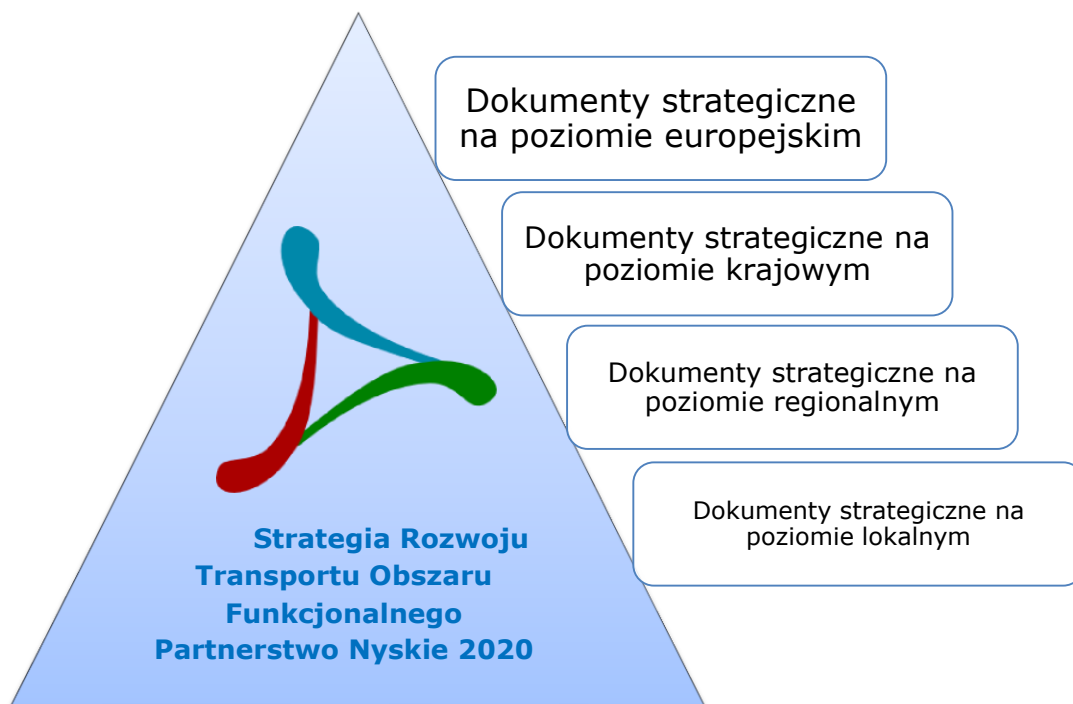 Dokumenty strategiczne
na poziomie europejskim
Dokumenty strategiczne na
poziomie krajowym
Dokumenty strategiczne na
poziomie regionalnym
Dokumenty strategiczne na
poziomie lokalnym
Strategia Rozwoju
Transportu Obszaru
Funkcjonalnego
Partnerstwo Nyskie 2020